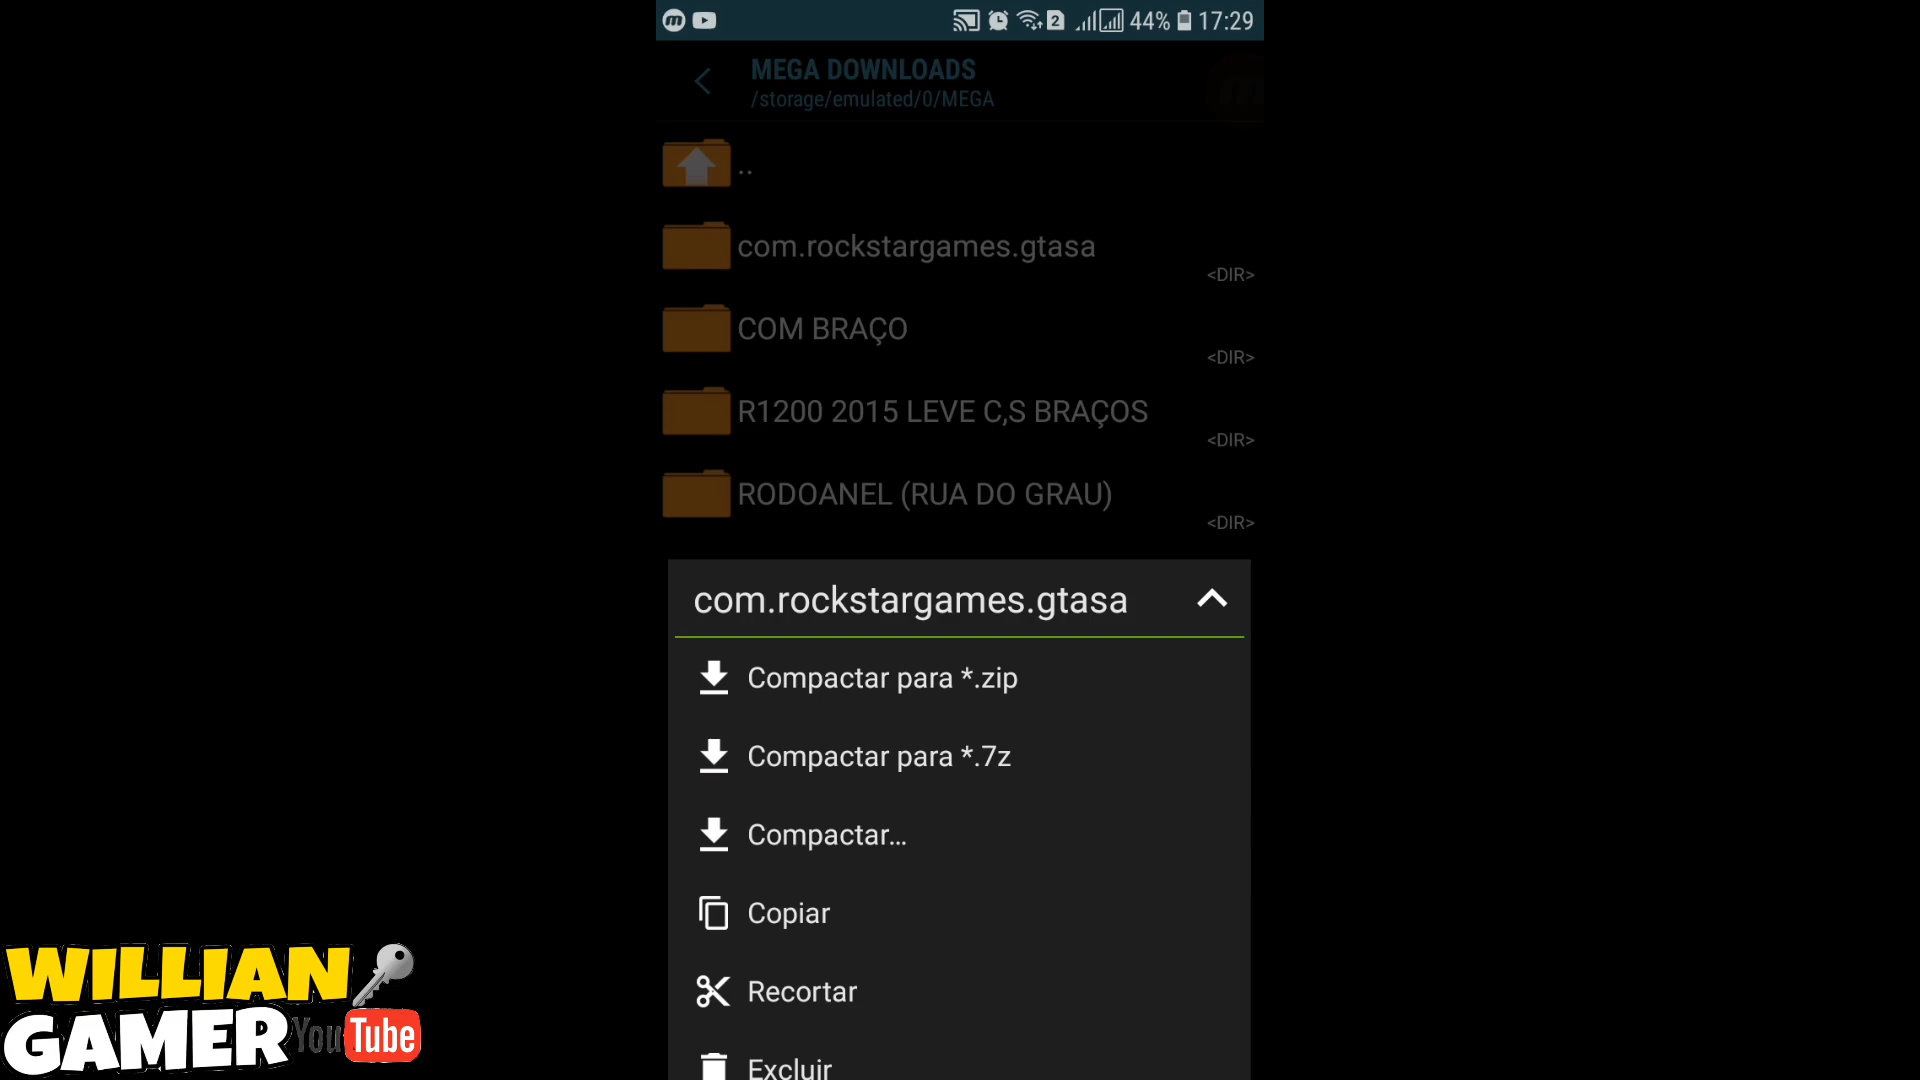 44% 17:29
MEGA DOWNLOADS
/storage/emulated/0/MEGA
..
com.rockstargames.gtasa
<DIR>
COM BRAÇO
<DIR>
R1200 2015 LEVE C,S BRAÇOS
<DIR>
RODOANEL (RUA DO GRAU)
<DIR>
com.rockstargames.gtasa
Compactar para *.zip
Compactar para *.7z
Compactar...
Copiar
Recortar
Excluir
WILLIAN
GAMER YouTube